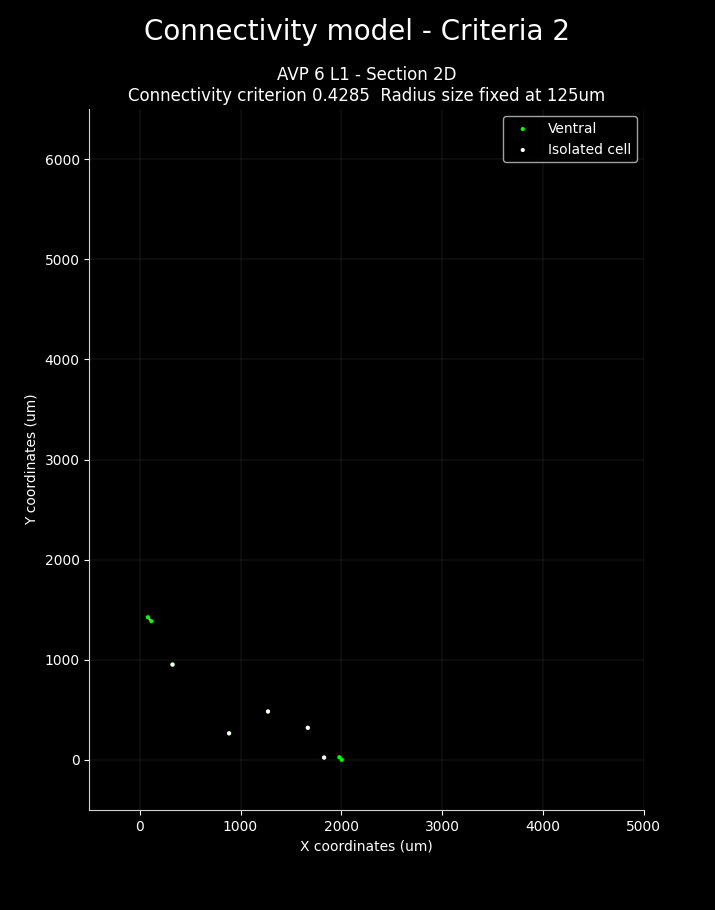 Connectivity model - Criteria 2
AVP 6 L1 - Section 2D
Connectivity criterion 0.4285  Radius size fixed at 125um
Ventral
Isolated cell
6000
5000
4000
3000
2000
1000
0
Y coordinates (um)
0 1000 2000 3000 4000 5000
X coordinates (um)